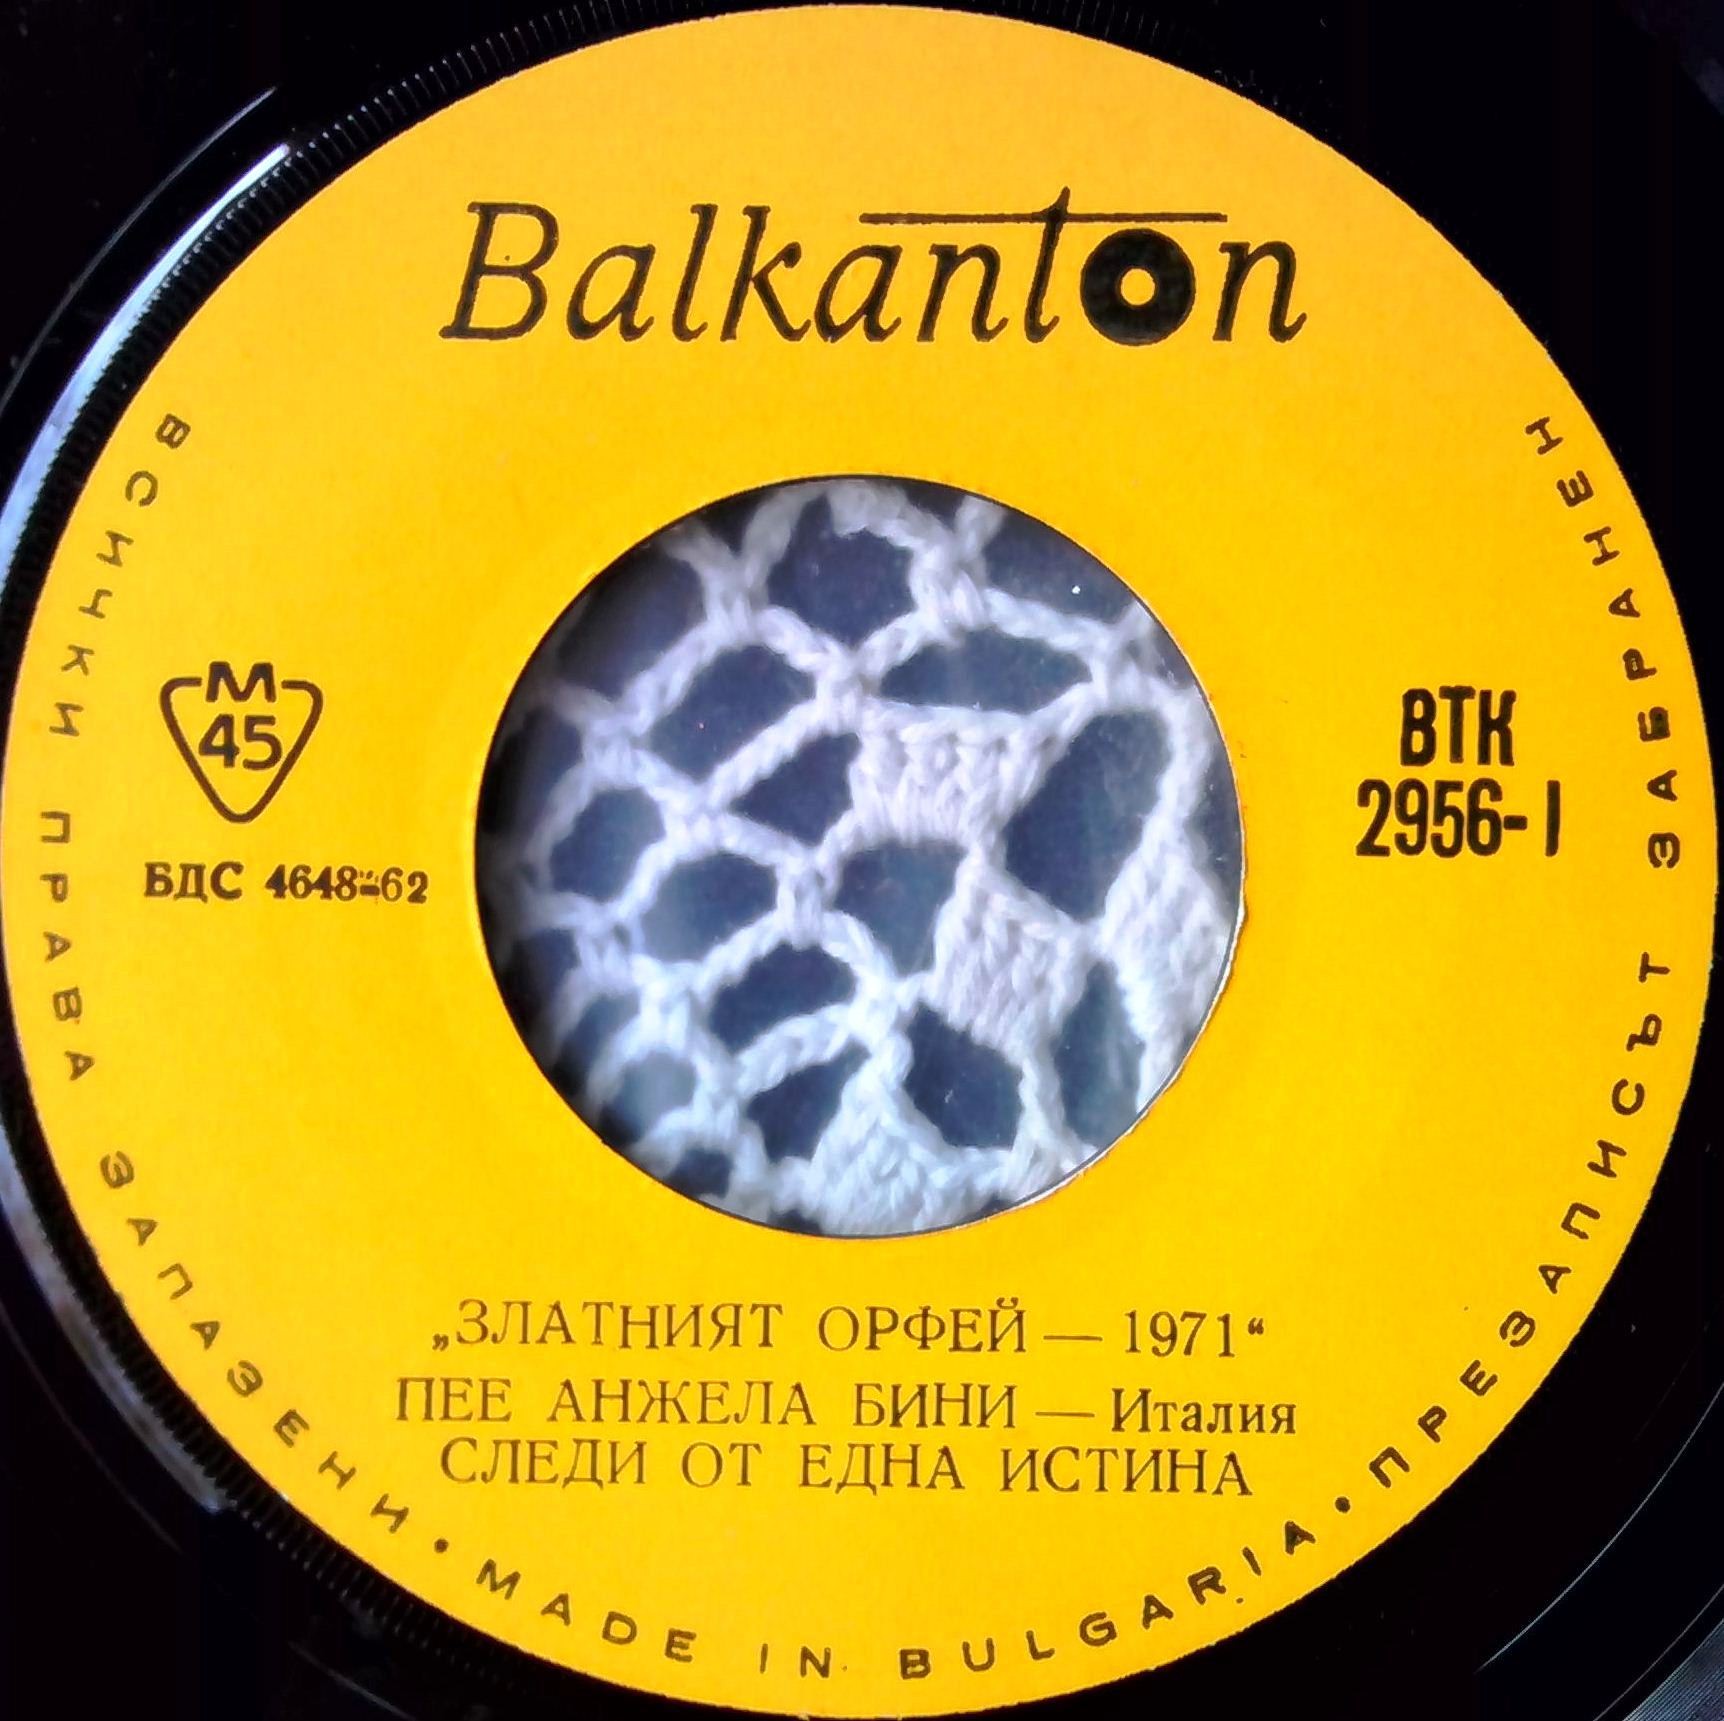 Balkanton
М
45
БДС 4648-62
ВТК
2956-1
„ЗЛАТНИЯТ ОРФЕЙ — 1971“
ПЕЕ АНЖЕЛА БИНИ — Италия
СЛЕДИ ОТ ЕДНА ИСТИНА
ВСИЧКИ ПРАВА ЗАПАЗЕНИ • MADE IN BULGARIA • ПРЕЗАПИСЪТ ЗАБРАНЕН